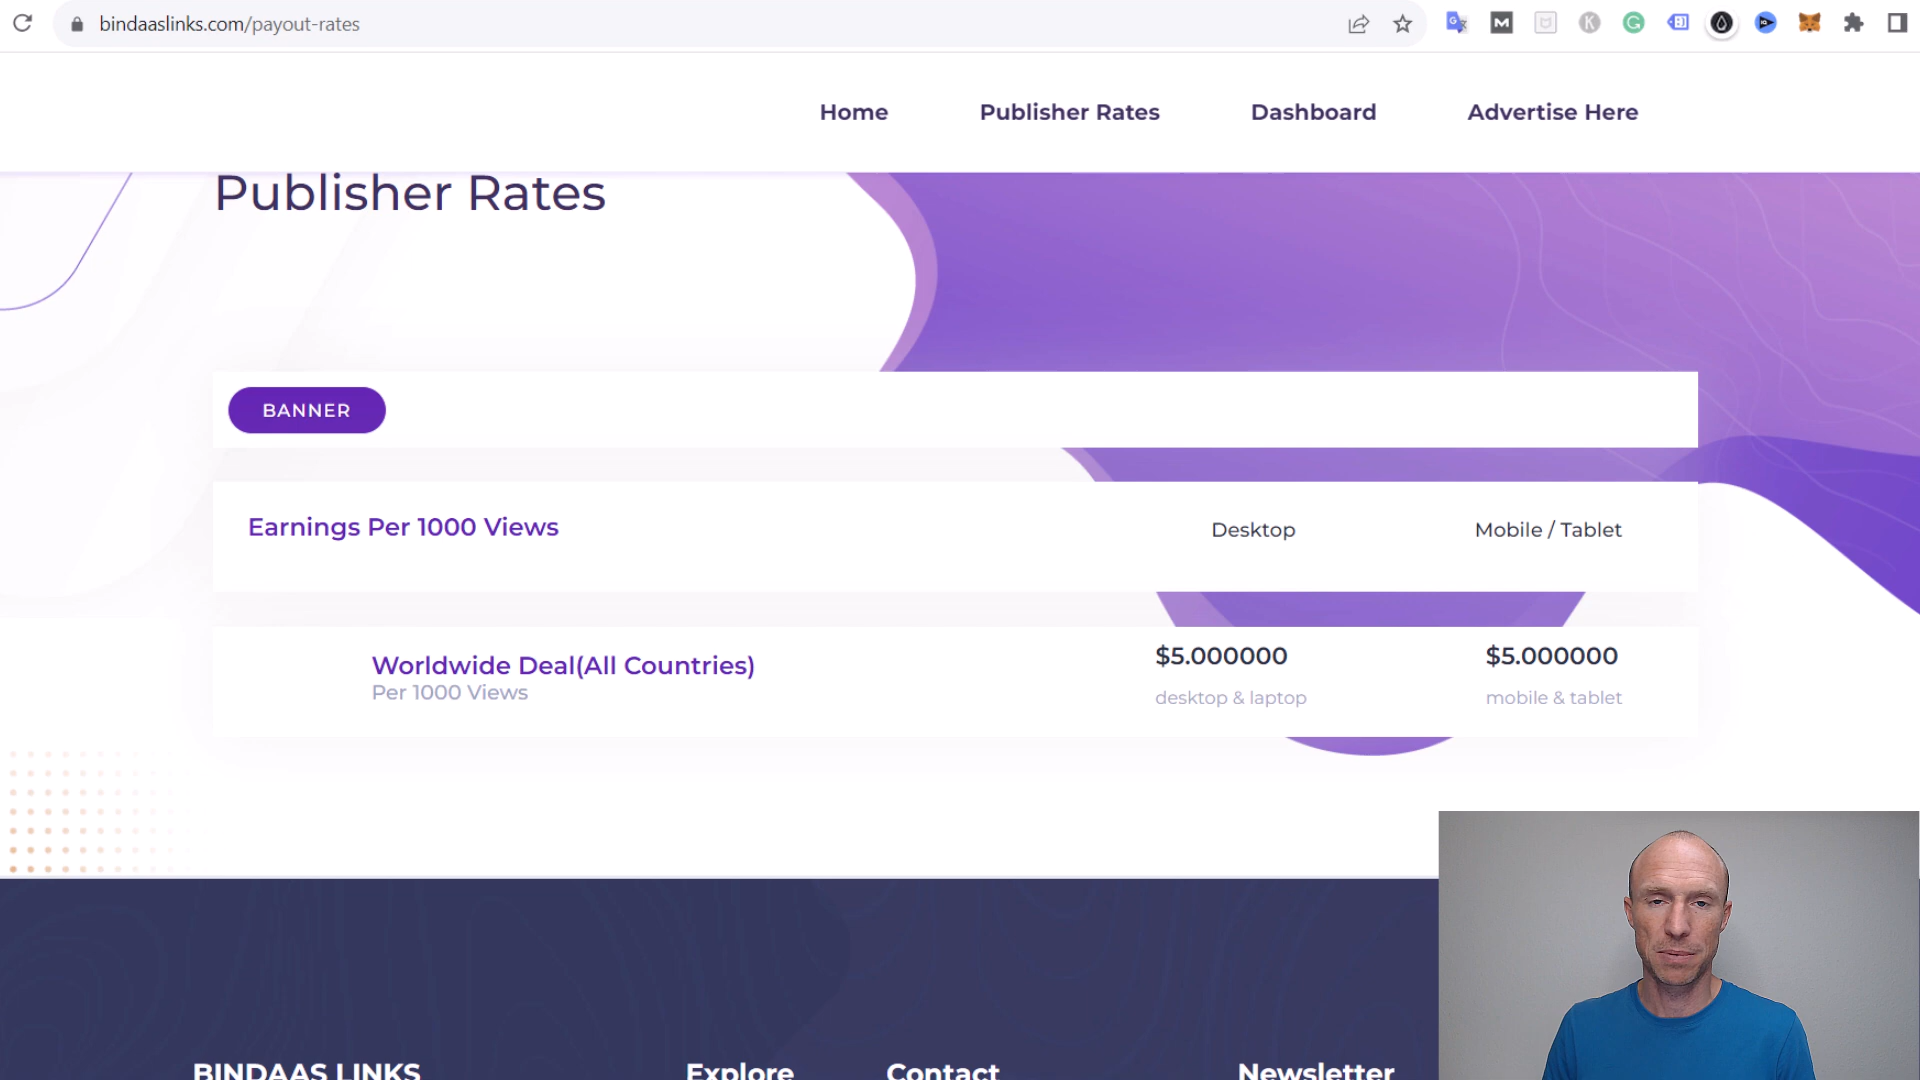 bindaaslinks.com/payout-rates
Home
Publisher Rates
Dashboard
Advertise Here
Publisher Rates
BANNER
Earnings Per 1000 Views
Desktop
Mobile / Tablet
Worldwide Deal(All Countries)
Per 1000 Views
$5.000000
desktop & laptop
$5.000000
mobile & tablet
BINDAAS LINKS
Explore
Contact
Newsletter